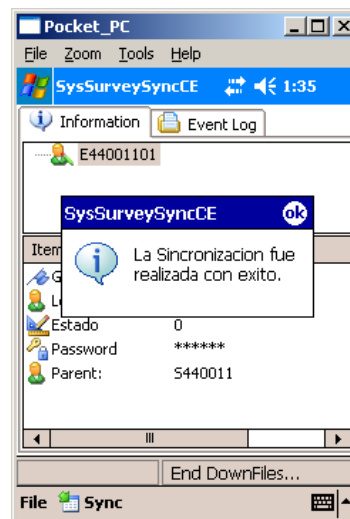 Pocket_PC
File Zoom Tools Help
SysSurveySyncCE 1:35
Information Event Log
E44001101
SysSurveySyncCE ok
La Sincronizacion fue
realizada con exito.
Estado 0
Password ******
Parent: S440011
End DownFiles...
File Sync